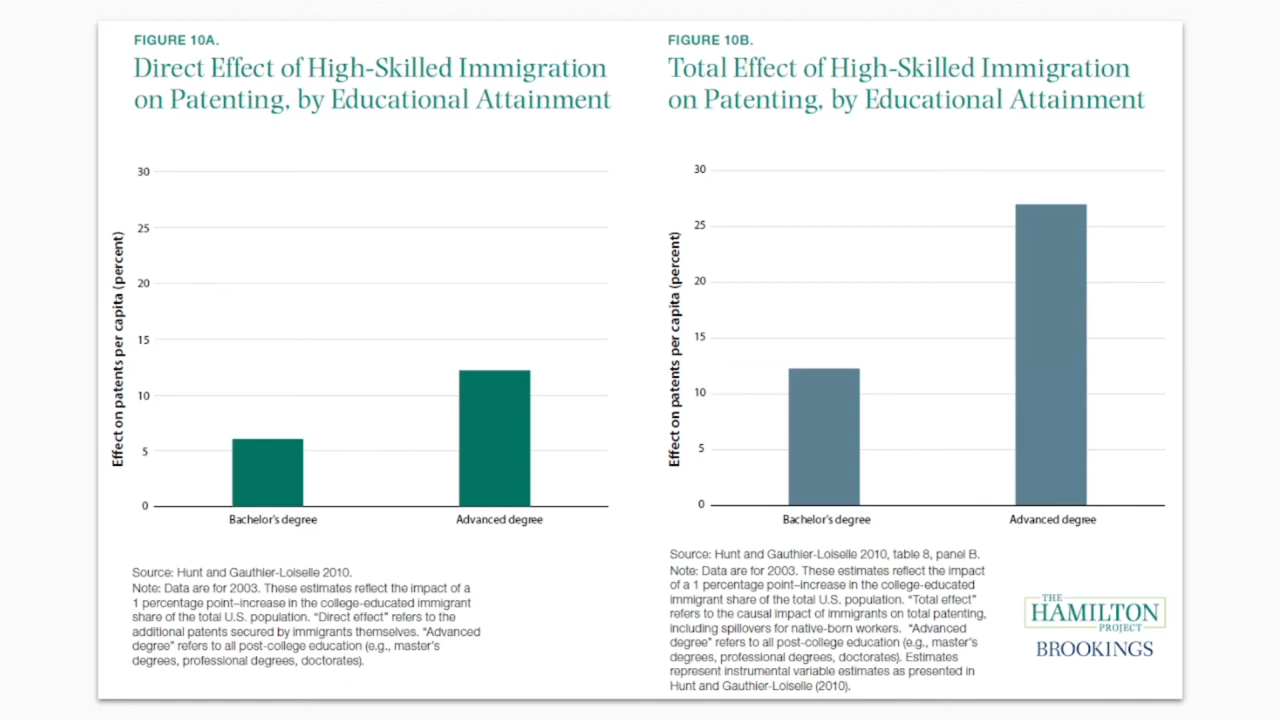 FIGURE 10A.
Direct Effect of High-Skilled Immigration
on Patenting, by Educational Attainment
30
25
20
15
10
5
0
Effect on patents per capita (percent)
Bachelor's degree
Advanced degree
Source: Hunt and Gauthier-Loiselle 2010.
Note: Data are for 2003. These estimates reflect the impact of a
1 percentage point–increase in the college-educated immigrant
share of the total U.S. population. “Direct effect” refers to the
additional patents secured by immigrants themselves. “Advanced
degree” refers to all post-college education (e.g., master's
degrees, professional degrees, doctorates).
FIGURE 10B.
Total Effect of High-Skilled Immigration
on Patenting, by Educational Attainment
30
25
20
15
10
5
0
Effect on patents per capita (percent)
Bachelor's degree
Advanced degree
Source: Hunt and Gauthier-Loiselle 2010, table 8, panel B.
Note: Data are for 2003. These estimates reflect the impact
of a 1 percentage point–increase in the college-educated
immigrant share of the total U.S. population. “Total effect”
refers to the causal impact of immigrants on total patenting,
including spillovers for native-born workers. “Advanced
degree” refers to all post-college education (e.g., master's
degrees, professional degrees, doctorates). Estimates
represent instrumental variable estimates as presented in
Hunt and Gauthier-Loiselle (2010).
THE
HAMILTON
PROJECT
BROOKINGS